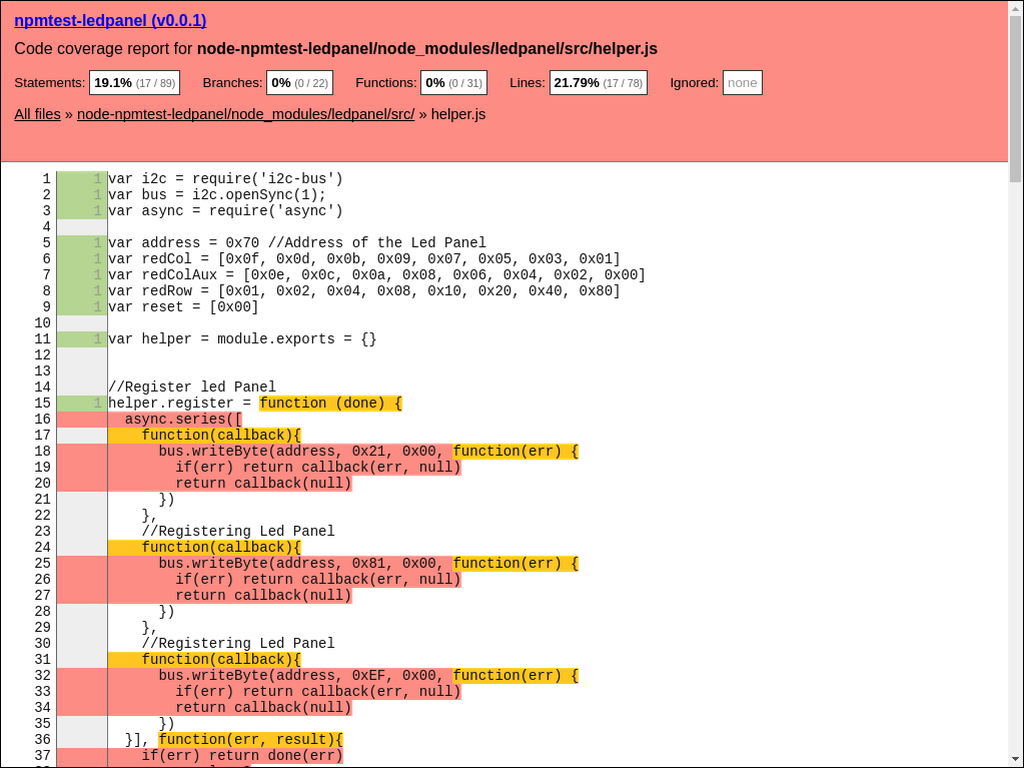 npmtest-ledpanel (v0.0.1)
Code coverage report for node-npmtest-ledpanel/node_modules/ledpanel/src/helper.js
Statements: 19.1% (17 / 89) Branches: 0% (0 / 22) Functions: 0% (0 / 31) Lines: 21.79% (17 / 78) Ignored: none
All files » node-npmtest-ledpanel/node_modules/ledpanel/src/ » helper.js
1 1 var i2c = require('i2c-bus')
2 1 var bus = i2c.openSync(1);
3 1 var async = require('async')
4
5 1 var address = 0x70 //Address of the Led Panel
6 1 var redCol = [0x0f, 0x0d, 0x0b, 0x09, 0x07, 0x05, 0x03, 0x01]
7 1 var redColAux = [0x0e, 0x0c, 0x0a, 0x08, 0x06, 0x04, 0x02, 0x00]
8 1 var redRow = [0x01, 0x02, 0x04, 0x08, 0x10, 0x20, 0x40, 0x80]
9 1 var reset = [0x00]
10
11 1 var helper = module.exports = {}
12
13
14 //Register led Panel
15 1 helper.register = function (done) {
16 async.series([
17 function(callback){
18 bus.writeByte(address, 0x21, 0x00, function(err) {
19 if(err) return callback(err, null)
20 return callback(null)
21 })
22 },
23 //Registering Led Panel
24 function(callback){
25 bus.writeByte(address, 0x81, 0x00, function(err) {
26 if(err) return callback(err, null)
27 return callback(null)
28 })
29 },
30 //Registering Led Panel
31 function(callback){
32 bus.writeByte(address, 0xEF, 0x00, function(err) {
33 if(err) return callback(err, null)
34 return callback(null)
35 })
36 }], function(err, result){
37 if(err) return done(err)